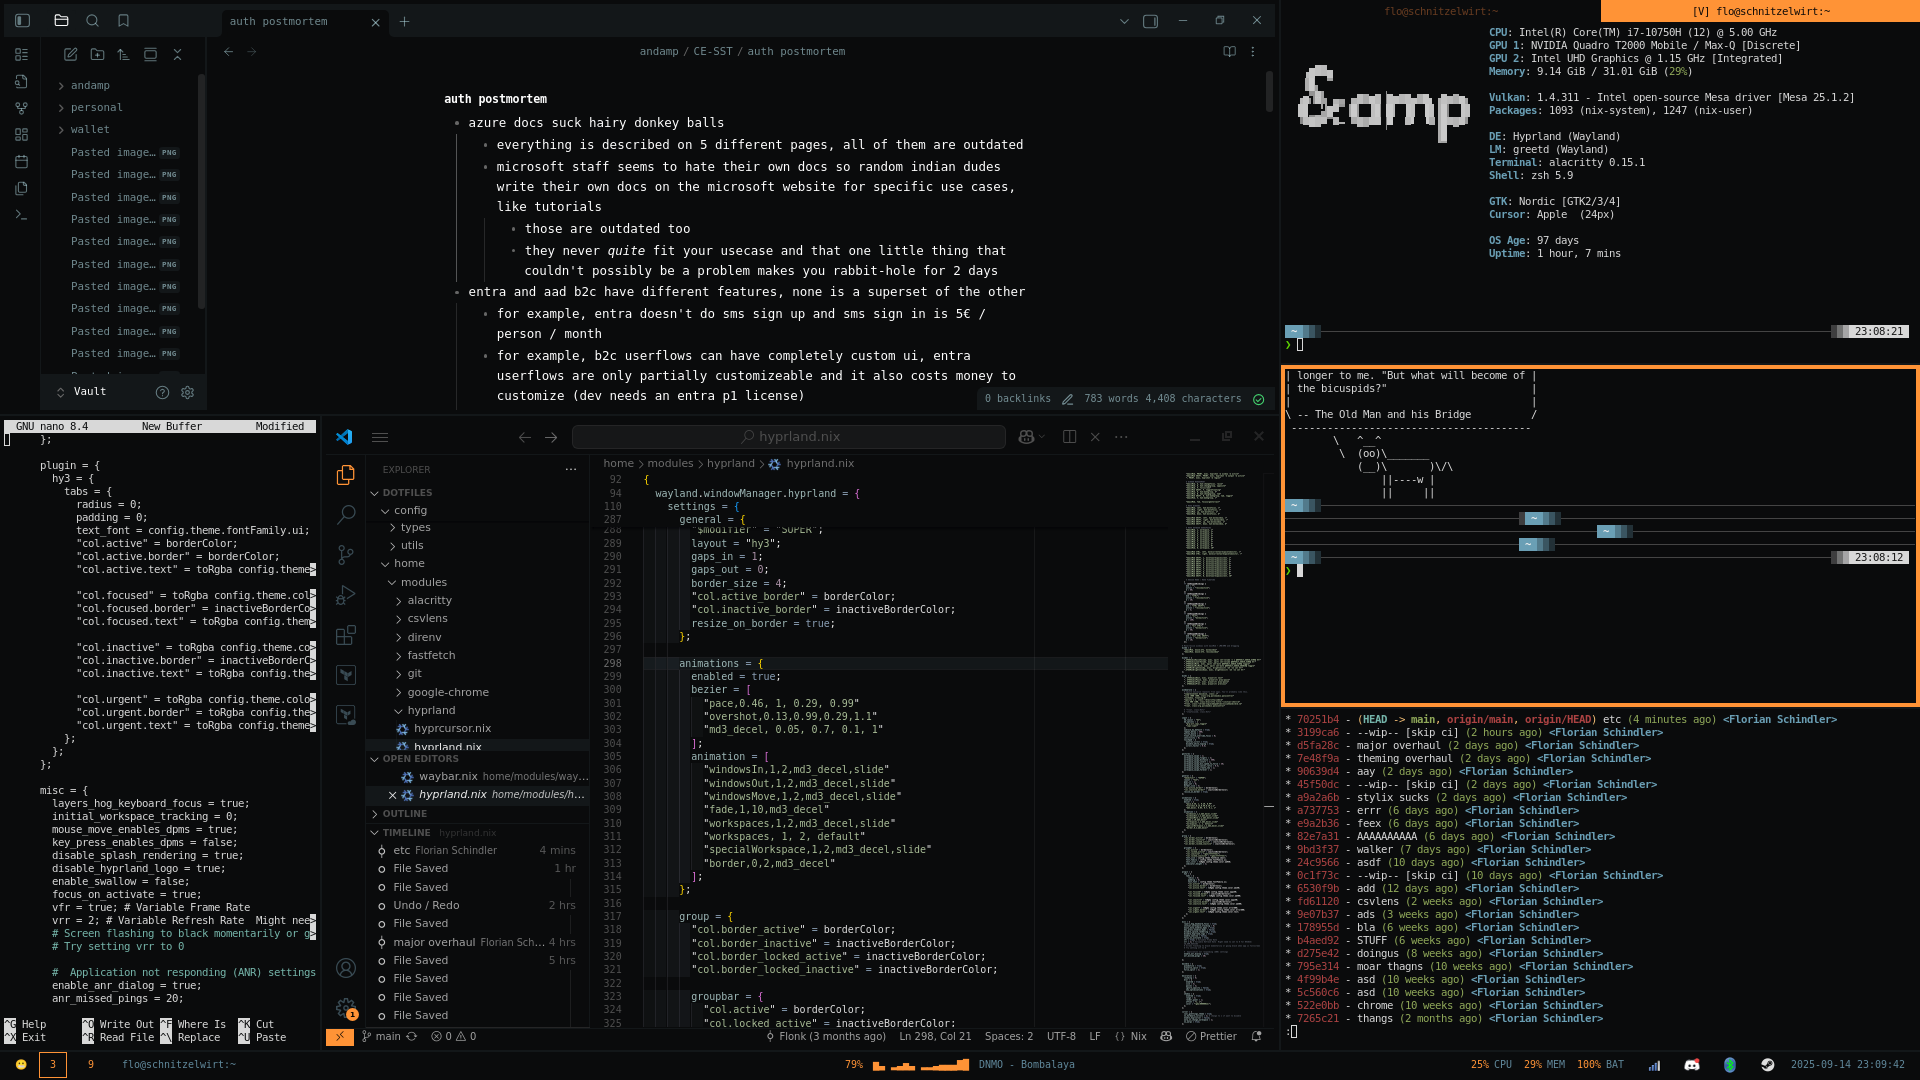 auth postmortem
andamp / CE-SST / auth postmortem
andamp
personal
wallet
Pasted image… PNG
Pasted image… PNG
Pasted image… PNG
Pasted image… PNG
Pasted image… PNG
Pasted image… PNG
Pasted image… PNG
Pasted image… PNG
Pasted image… PNG
Pasted image… PNG
Vault
auth postmortem
azure docs suck hairy donkey balls
everything is described on 5 different pages, all of them are outdated
microsoft staff seems to hate their own docs so random indian dudes
write their own docs on the microsoft website for specific use cases,
like tutorials
those are outdated too
they never quite fit your usecase and that one little thing that
couldn't possibly be a problem makes you rabbit-hole for 2 days
entra and aad b2c have different features, none is a superset of the other
for example, entra doesn't do sms sign up and sms sign in is 5€ /
person / month
for example, b2c userflows can have completely custom ui, entra
userflows are only partially customizeable and it also costs money to
customize (dev needs an entra p1 license)
0 backlinks 783 words 4,408 characters
flo@schnitzelwirt:~
[V] flo@schnitzelwirt:~
&amp
CPU: Intel(R) Core(TM) i7-10750H (12) @ 5.00 GHz
GPU 1: NVIDIA Quadro T2000 Mobile / Max-Q [Discrete]
GPU 2: Intel UHD Graphics @ 1.15 GHz [Integrated]
Memory: 9.14 GiB / 31.01 GiB (29%)
Vulkan: 1.4.311 - Intel open-source Mesa driver [Mesa 25.1.2]
Packages: 1093 (nix-system), 1247 (nix-user)
DE: Hyprland (Wayland)
LM: greetd (Wayland)
Terminal: alacritty 0.15.1
Shell: zsh 5.9
GTK: Nordic [GTK2/3/4]
Cursor: Apple (24px)
OS Age: 97 days
Uptime: 1 hour, 7 mins
~ 23:08:21
❯
| longer to me. "But what will become of |
| the bicuspids?" |
| |
\ -- The Old Man and his Bridge /
----------------------------------------
\ ^__^
\ (oo)\_______
(__)\ )\/\
||----w |
|| ||
~
~
~
~
~ 23:08:12
❯
GNU nano 8.4 New Buffer Modified
};
plugin = {
hy3 = {
tabs = {
radius = 0;
padding = 0;
text_font = config.theme.fontFamily.ui;
"col.active" = borderColor;
"col.active.border" = borderColor;
"col.active.text" = toRgba config.theme>
"col.focused" = toRgba config.theme.col>
"col.focused.border" = inactiveBorderCo>
"col.focused.text" = toRgba config.them>
"col.inactive" = toRgba config.theme.co>
"col.inactive.border" = inactiveBorderC>
"col.inactive.text" = toRgba config.the>
"col.urgent" = toRgba config.theme.colo>
"col.urgent.border" = toRgba config.the>
"col.urgent.text" = toRgba config.theme>
};
};
};
misc = {
layers_hog_keyboard_focus = true;
initial_workspace_tracking = 0;
mouse_move_enables_dpms = true;
key_press_enables_dpms = false;
disable_splash_rendering = true;
disable_hyprland_logo = true;
enable_swallow = false;
focus_on_activate = true;
vfr = true; # Variable Frame Rate
vrr = 2; # Variable Refresh Rate Might nee>
# Screen flashing to black momentarily or g>
# Try setting vrr to 0
# Application not responding (ANR) settings
enable_anr_dialog = true;
anr_missed_pings = 20;
^G Help ^O Write Out ^F Where Is ^K Cut
^X Exit ^R Read File ^\ Replace ^U Paste
hyprland.nix
EXPLORER
DOTFILES
config
types
utils
home
modules
alacritty
csvlens
direnv
fastfetch
git
google-chrome
hyprland
hyprcursor.nix
hyprland.nix
OPEN EDITORS
waybar.nix home/modules/way…
hyprland.nix home/modules/h…
OUTLINE
TIMELINE hyprland.nix
etc Florian Schindler 4 mins
File Saved 1 hr
File Saved
Undo / Redo 2 hrs
File Saved
major overhaul Florian Sch… 4 hrs
File Saved 5 hrs
File Saved
File Saved
File Saved
1
home > modules > hyprland > hyprland.nix
92 {
94 wayland.windowManager.hyprland = {
110 settings = {
287 general = {
288 "$modifier" = "SUPER";
289 layout = "hy3";
290 gaps_in = 1;
291 gaps_out = 0;
292 border_size = 4;
293 "col.active_border" = borderColor;
294 "col.inactive_border" = inactiveBorderColor;
295 resize_on_border = true;
296 };
297
298 animations = {
299 enabled = true;
300 bezier = [
301 "pace,0.46, 1, 0.29, 0.99"
302 "overshot,0.13,0.99,0.29,1.1"
303 "md3_decel, 0.05, 0.7, 0.1, 1"
304 ];
305 animation = [
306 "windowsIn,1,2,md3_decel,slide"
307 "windowsOut,1,2,md3_decel,slide"
308 "windowsMove,1,2,md3_decel,slide"
309 "fade,1,10,md3_decel"
310 "workspaces,1,2,md3_decel,slide"
311 "workspaces, 1, 2, default"
312 "specialWorkspace,1,2,md3_decel,slide"
313 "border,0,2,md3_decel"
314 ];
315 };
316
317 group = {
318 "col.border_active" = borderColor;
319 "col.border_inactive" = inactiveBorderColor;
320 "col.border_locked_active" = inactiveBorderColor;
321 "col.border_locked_inactive" = inactiveBorderColor;
322
323 groupbar = {
324 "col.active" = borderColor;
325 "col.locked_active" = inactiveBorderColor;
main 0 0 Flonk (3 months ago) Ln 298, Col 21 Spaces: 2 UTF-8 LF {} Nix Prettier
* 70251b4 - (HEAD -> main, origin/main, origin/HEAD) etc (4 minutes ago) <Florian Schindler>
* 3199ca6 - --wip-- [skip ci] (2 hours ago) <Florian Schindler>
* d5fa28c - major overhaul (2 days ago) <Florian Schindler>
* 7e48f9a - theming overhaul (2 days ago) <Florian Schindler>
* 90639d4 - aay (2 days ago) <Florian Schindler>
* 45f50dc - --wip-- [skip ci] (2 days ago) <Florian Schindler>
* a9a2a6b - stylix sucks (2 days ago) <Florian Schindler>
* a737753 - errr (6 days ago) <Florian Schindler>
* e9a2b36 - feex (6 days ago) <Florian Schindler>
* 82e7a31 - AAAAAAAAAA (6 days ago) <Florian Schindler>
* 9bd3f37 - walker (7 days ago) <Florian Schindler>
* 24c9566 - asdf (10 days ago) <Florian Schindler>
* 0c1f73c - --wip-- [skip ci] (10 days ago) <Florian Schindler>
* 6530f9b - add (12 days ago) <Florian Schindler>
* fd61120 - csvlens (2 weeks ago) <Florian Schindler>
* 9e07b37 - ads (3 weeks ago) <Florian Schindler>
* 178955d - bla (6 weeks ago) <Florian Schindler>
* b4aed92 - STUFF (6 weeks ago) <Florian Schindler>
* d275e42 - doingus (8 weeks ago) <Florian Schindler>
* 795e314 - moar thagns (10 weeks ago) <Florian Schindler>
* 4f99b4e - asd (10 weeks ago) <Florian Schindler>
* 5c560c6 - asd (10 weeks ago) <Florian Schindler>
* 522e0bb - chrome (10 weeks ago) <Florian Schindler>
* 7265c21 - thangs (2 months ago) <Florian Schindler>
:
3 9 flo@schnitzelwirt:~ 79% DNMO - Bombalaya 25% CPU 29% MEM 100% BAT 2025-09-14 23:09:42